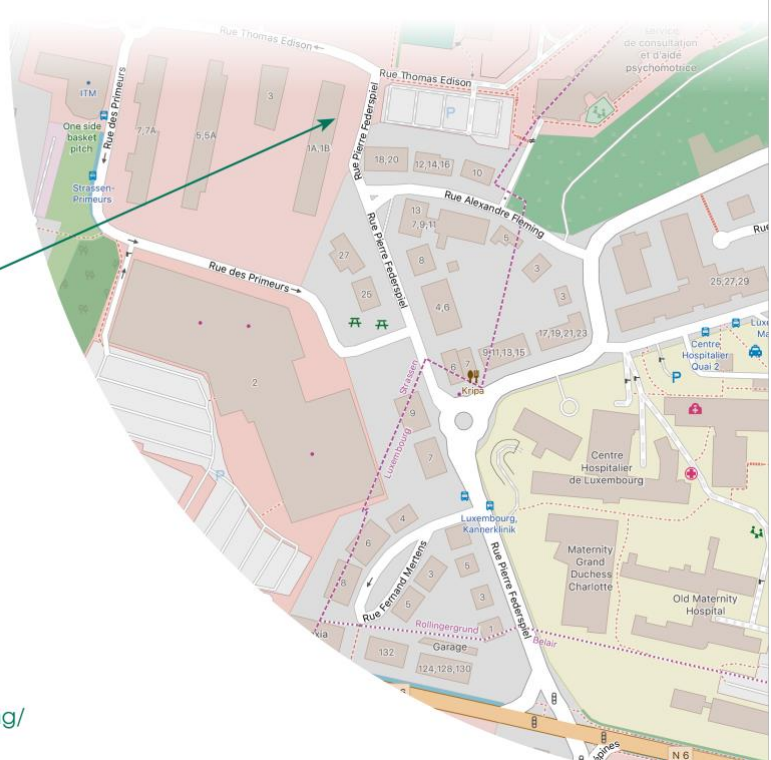 Service
de consultation
et d'aide
psychomotrice
Rue Thomas Edison
Rue Thomas Edison
ITM
3
P
Rue des Primeurs
7,7A
5,5A
1A,1B
Rue Pierre Federspiel
One side
basket
pitch
18,20
12,14,16
10
Strassen-
Primeurs
Rue Alexandre Fleming
13
7,9,11
5
Rue Pierre Federspiel
27
8
3
Rue des Primeurs
25
25,27,29
3
4,6
17,19,21,23
Centre
Hospitalier
Quai 2
9,11,13,15
7
6
P
Kripa
2
Strassen
Luxembourg
9
7
Centre
Hospitalier
de Luxembourg
P
Luxembourg,
Kannerklinik
4
6
Maternity
Grand
Duchess
Charlotte
Rue Pierre Federspiel
8
3
5
5
3
Rue Fernand Mertens
Old Maternity
Hospital
1
Rollingergrund
Belair
xia
132
Garage
124,128,130
g/
N 6